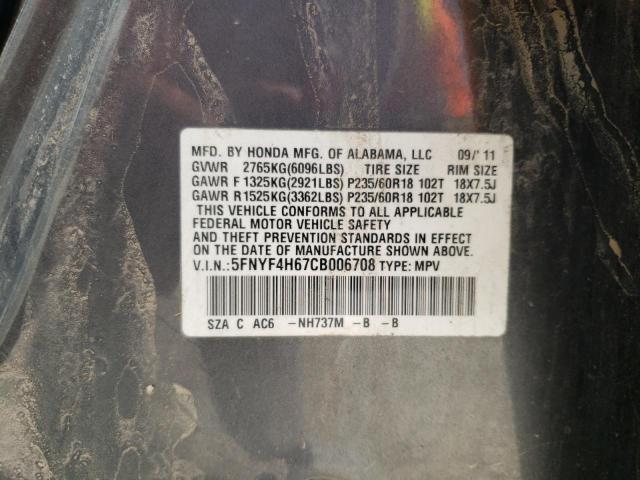 MFD. BY HONDA MFG. OF ALABAMA, LLC 09/'11
GVWR 2765KG(6096LBS) TIRE SIZE RIM SIZE
GAWR F 1325KG(2921LBS) P235/60R18 102T 18X7.5J
GAWR R 1525KG(3362LBS) P235/60R18 102T 18X7.5J
THIS VEHICLE CONFORMS TO ALL APPLICABLE
FEDERAL MOTOR VEHICLE SAFETY
AND THEFT PREVENTION STANDARDS IN EFFECT
ON THE DATE OF MANUFACTURE SHOWN ABOVE.
V.I.N.: 5FNYF4H67CB006708 TYPE: MPV
SZA C AC6 -NH737M -B -B